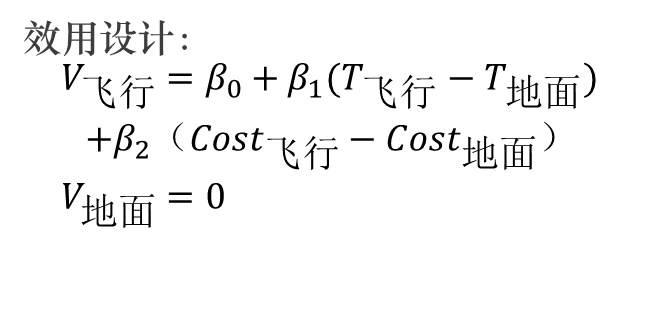 效用设计:
V飞行 = β₀ + β₁(T飞行 − T地面)
+β₂（Cost飞行 − Cost地面）
V地面 = 0